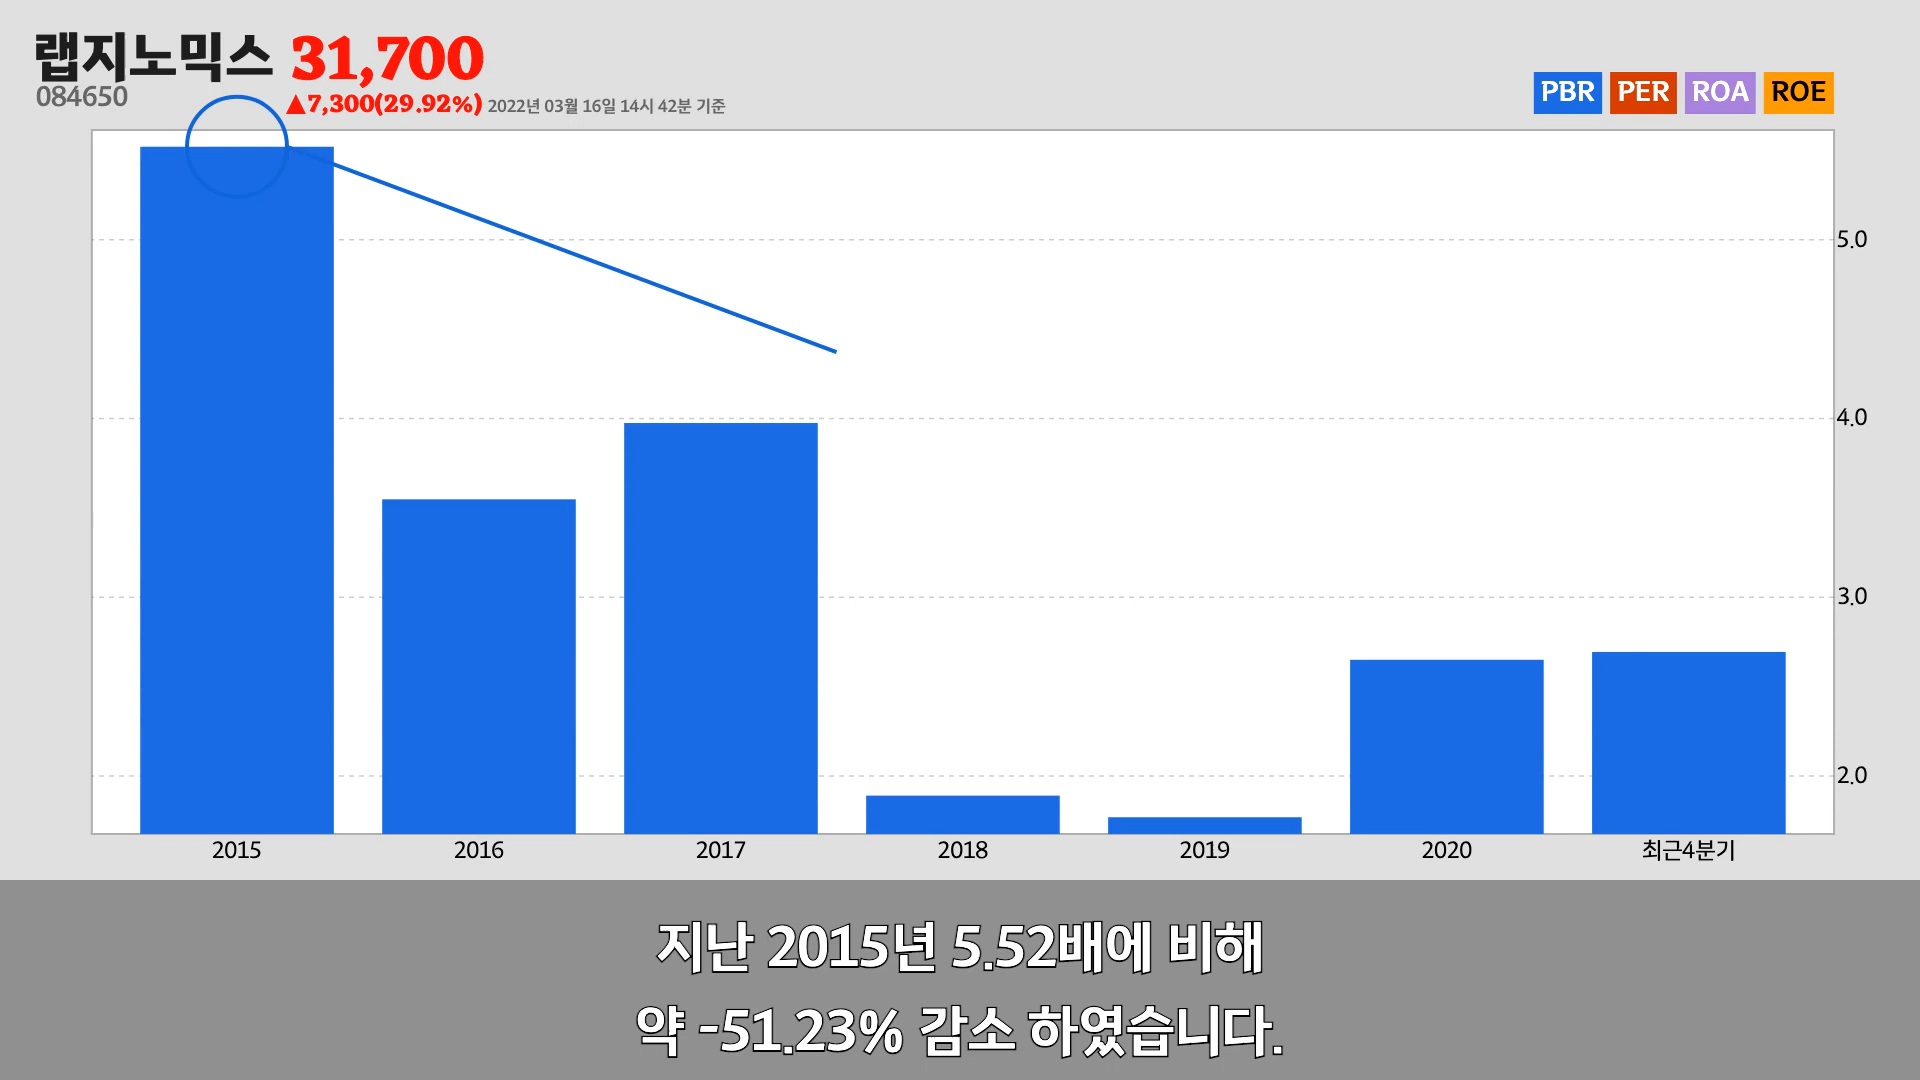 랩지노믹스 31,700
084650
▲7,300(29.92%) 2022년 03월 16일 14시 42분 기준
PBR PER ROA ROE
5.0
4.0
3.0
2.0
2015 2016 2017 2018 2019 2020 최근4분기
지난 2015년 5.52배에 비해
약 -51.23% 감소 하였습니다.